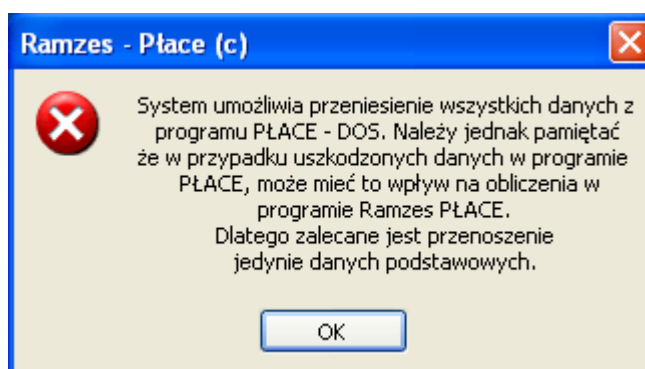 Ramzes - Płace (c)
System umożliwia przeniesienie wszystkich danych z
programu PŁACE - DOS. Należy jednak pamiętać
że w przypadku uszkodzonych danych w programie
PŁACE, może mieć to wpływ na obliczenia w
programie Ramzes PŁACE.
Dlatego zalecane jest przenoszenie
jedynie danych podstawowych.
OK